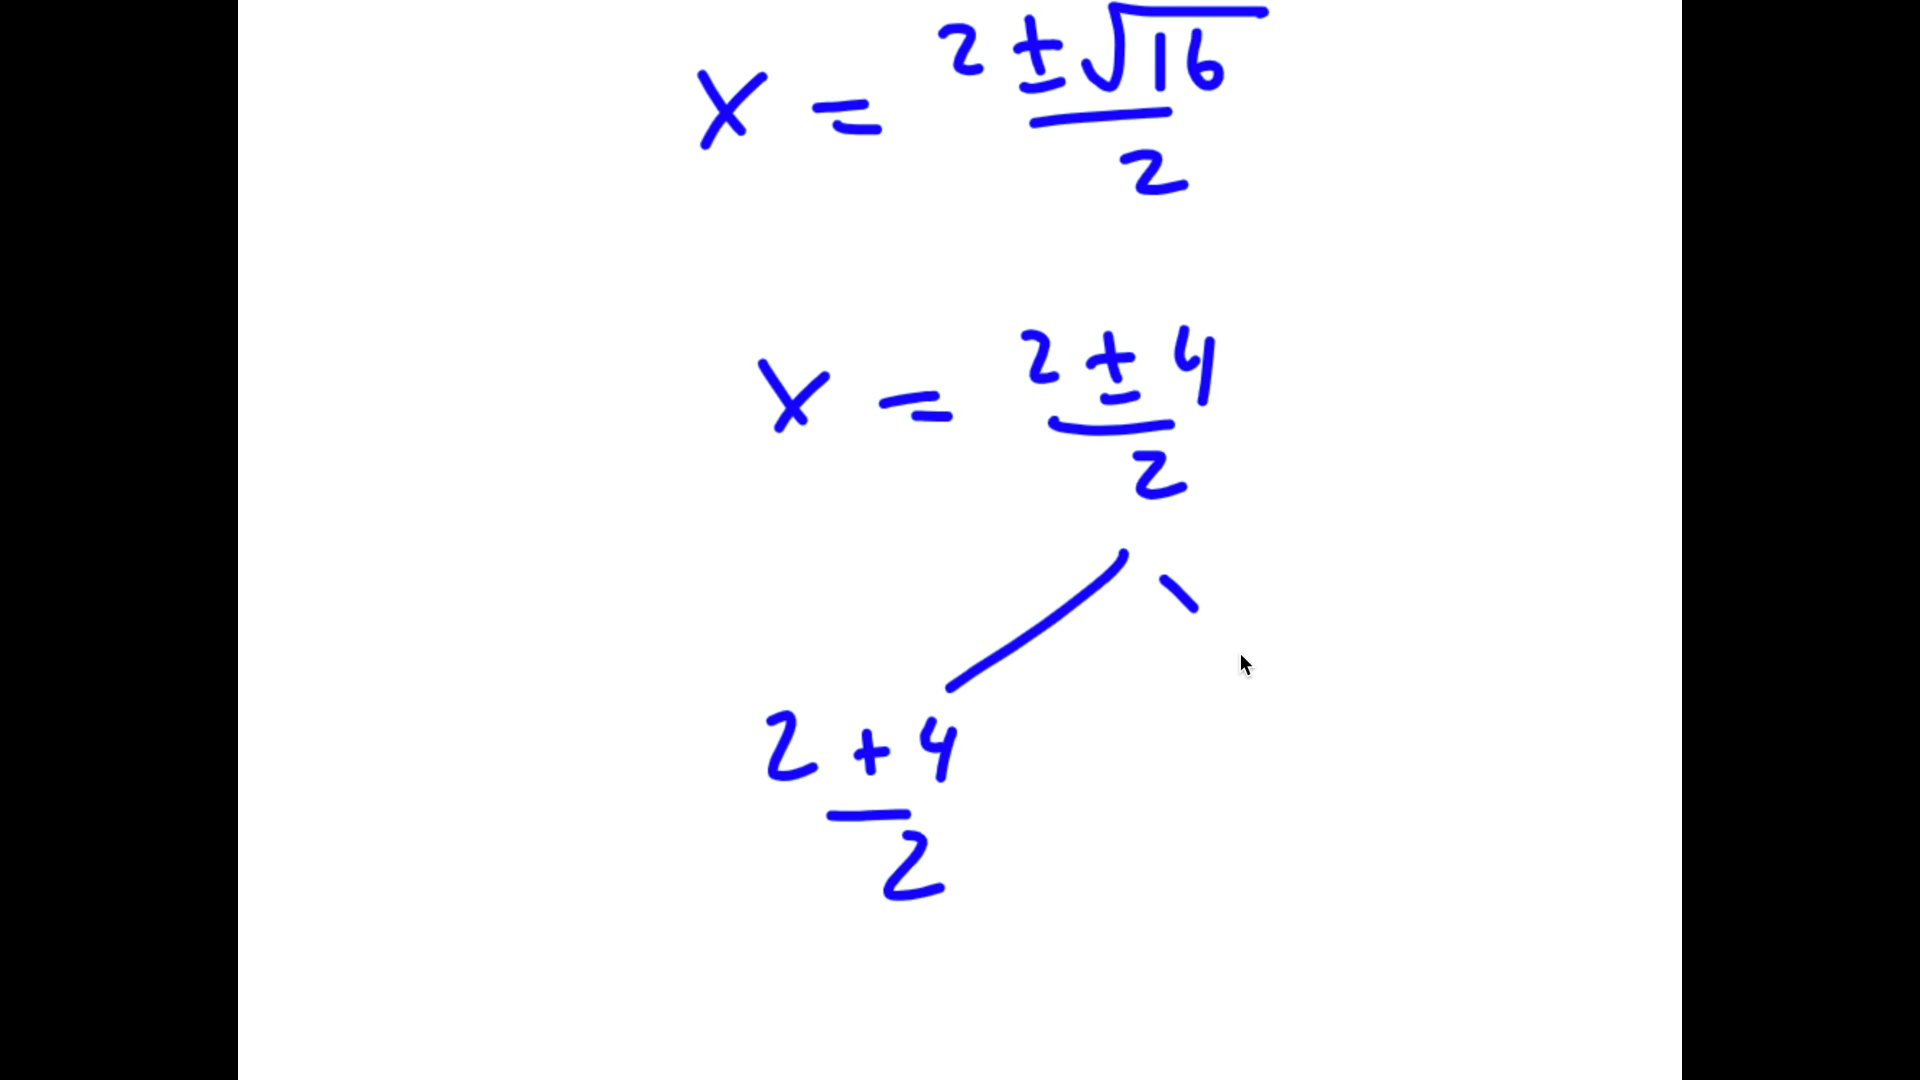 x = (2 ± √16) / 2
x = (2 ± 4) / 2
(2 + 4) / 2